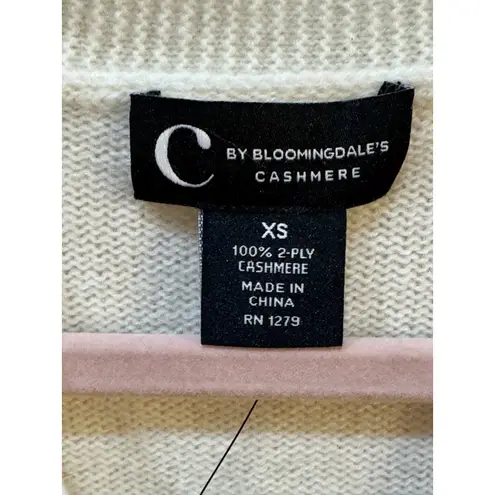 C BY BLOOMINGDALE'S
CASHMERE
XS
100% 2-PLY
CASHMERE
MADE IN
CHINA
RN 1279